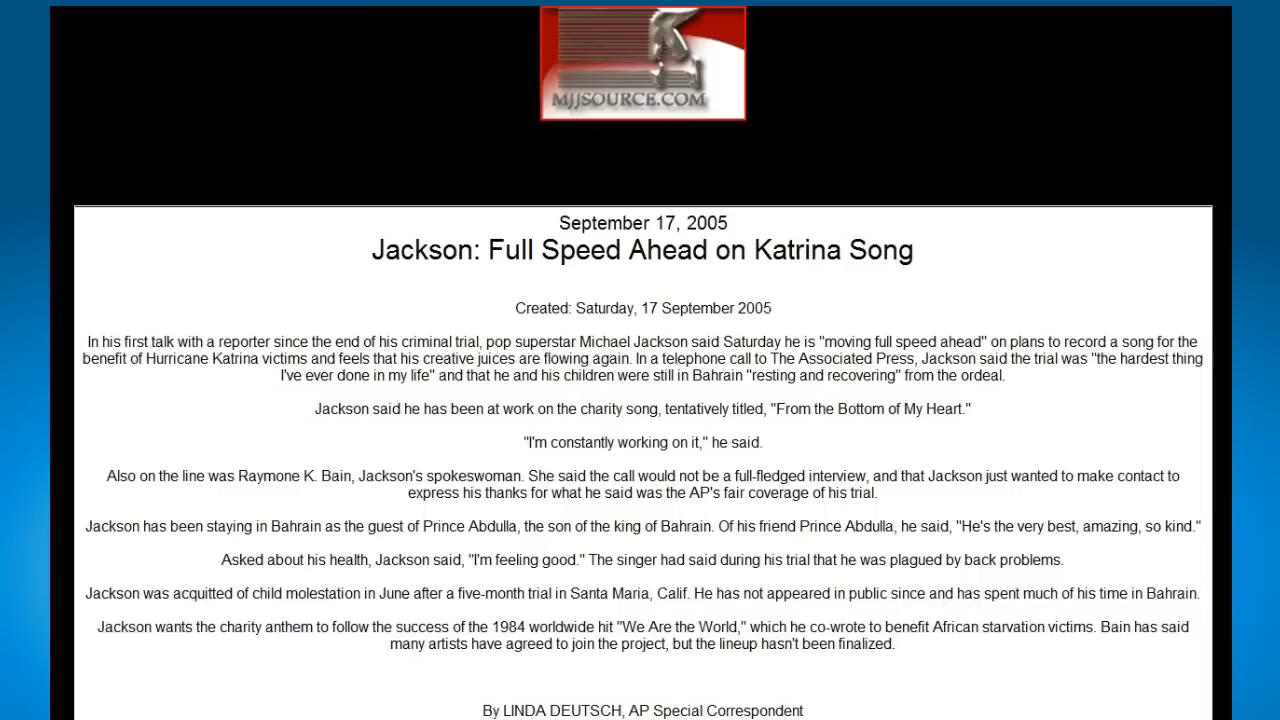 MJJSOURCE.COM
September 17, 2005
Jackson: Full Speed Ahead on Katrina Song
Created: Saturday, 17 September 2005
In his first talk with a reporter since the end of his criminal trial, pop superstar Michael Jackson said Saturday he is "moving full speed ahead" on plans to record a song for the
benefit of Hurricane Katrina victims and feels that his creative juices are flowing again. In a telephone call to The Associated Press, Jackson said the trial was "the hardest thing
I've ever done in my life" and that he and his children were still in Bahrain "resting and recovering" from the ordeal.
Jackson said he has been at work on the charity song, tentatively titled, "From the Bottom of My Heart."
"I'm constantly working on it," he said.
Also on the line was Raymone K. Bain, Jackson's spokeswoman. She said the call would not be a full-fledged interview, and that Jackson just wanted to make contact to
express his thanks for what he said was the AP's fair coverage of his trial.
Jackson has been staying in Bahrain as the guest of Prince Abdulla, the son of the king of Bahrain. Of his friend Prince Abdulla, he said, "He's the very best, amazing, so kind."
Asked about his health, Jackson said, "I'm feeling good." The singer had said during his trial that he was plagued by back problems.
Jackson was acquitted of child molestation in June after a five-month trial in Santa Maria, Calif. He has not appeared in public since and has spent much of his time in Bahrain.
Jackson wants the charity anthem to follow the success of the 1984 worldwide hit "We Are the World," which he co-wrote to benefit African starvation victims. Bain has said
many artists have agreed to join the project, but the lineup hasn't been finalized.
By LINDA DEUTSCH, AP Special Correspondent